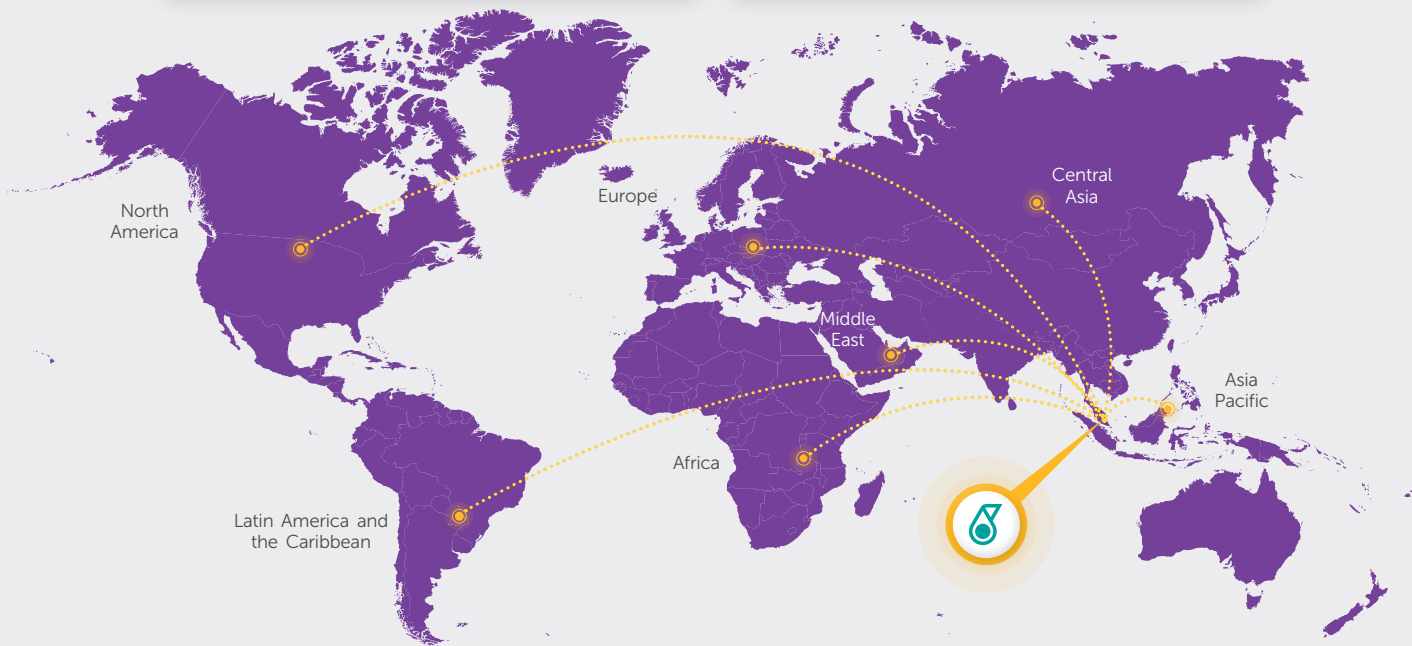 North
America
Europe
Central
Asia
Middle
East
Asia
Pacific
Africa
Latin America and
the Caribbean